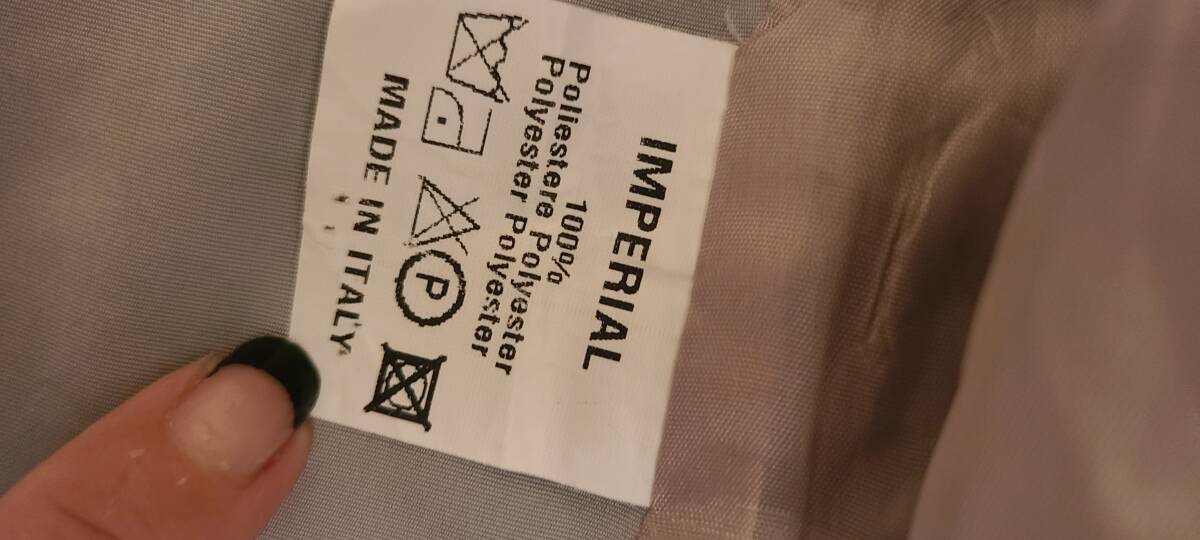 IMPERIAL
100%
Poliestere Polyester
Polyester Polyester
P
MADE IN ITALY